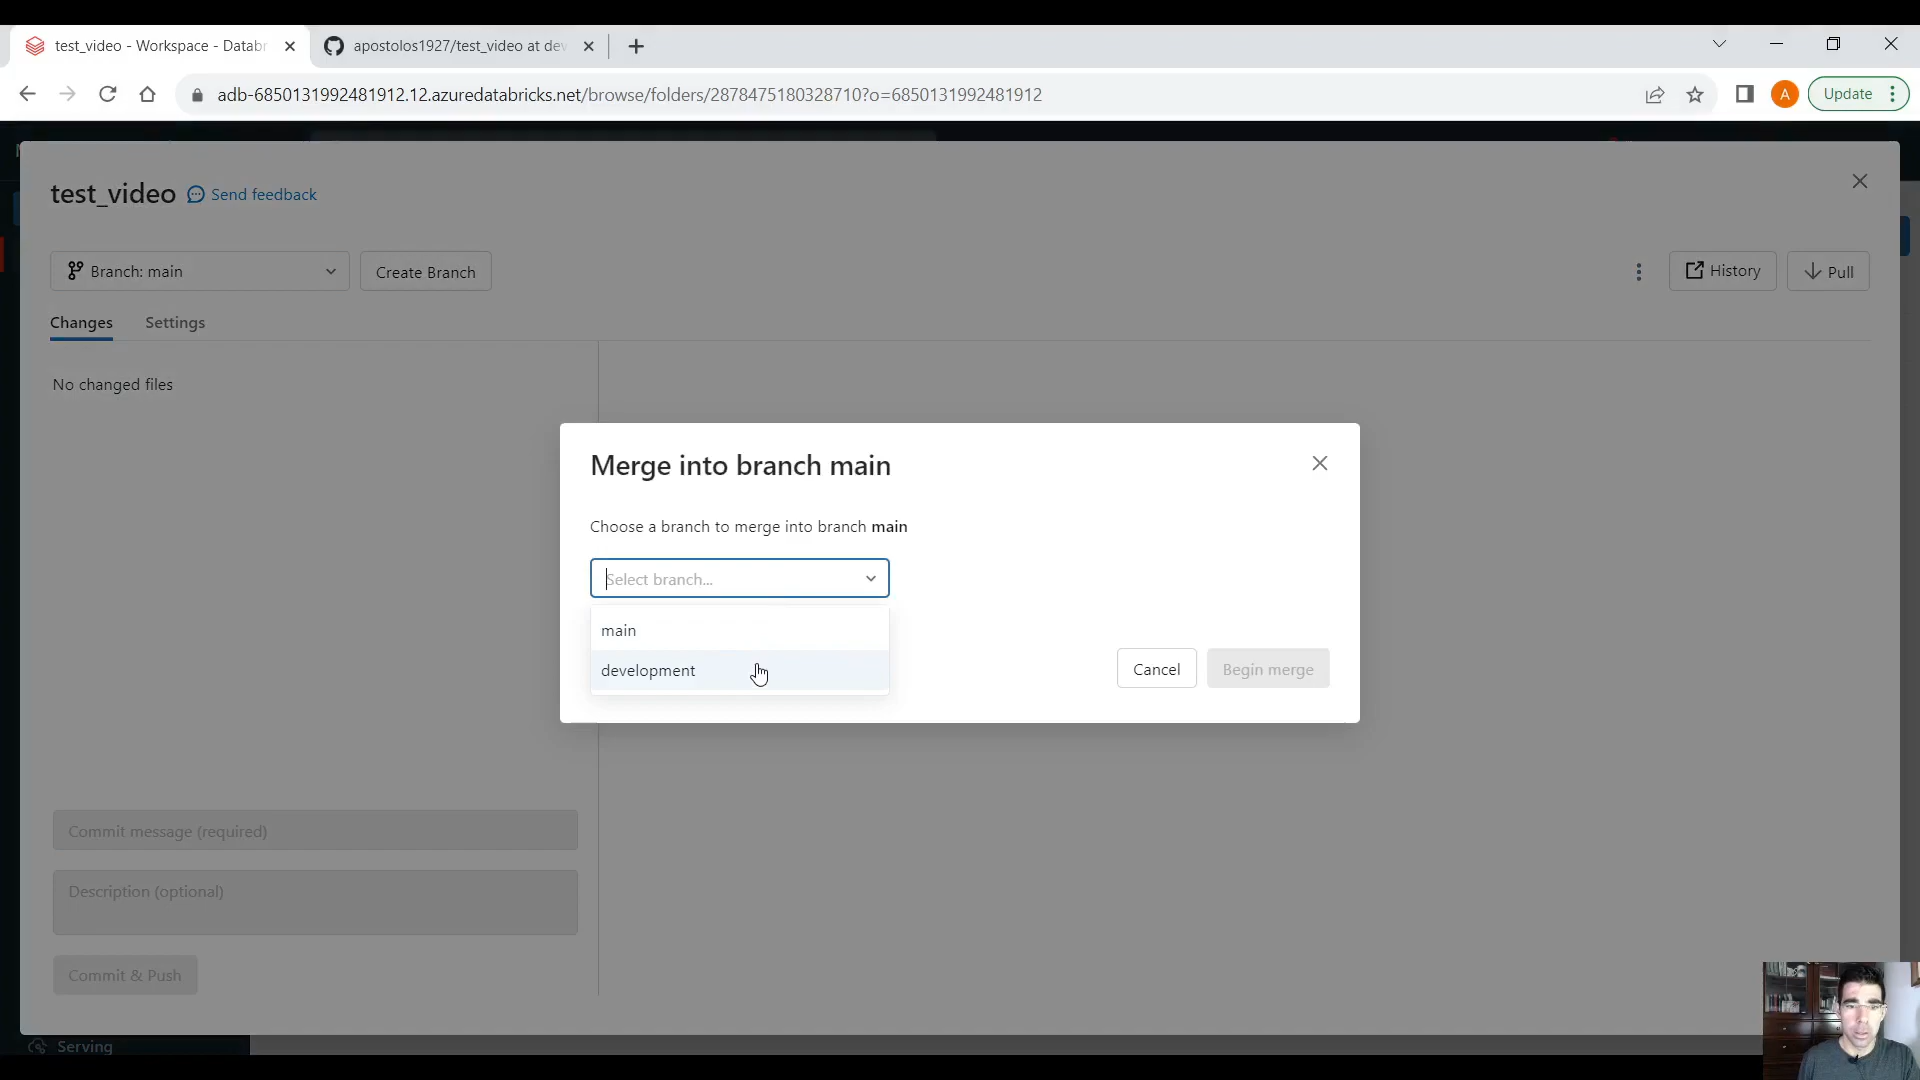 test_video - Workspace - Datab
apostolos1927/test_video at dev
adb-6850131992481912.12.azuredatabricks.net/browse/folders/2878475180328710?o=6850131992481912
A
Update
test_video
Send feedback
Branch: main
Create Branch
History
Pull
Changes
Settings
No changed files
Merge into branch main
Choose a branch to merge into branch main
Select branch...
main
development
Cancel
Begin merge
Commit message (required)
Description (optional)
Commit & Push
Serving